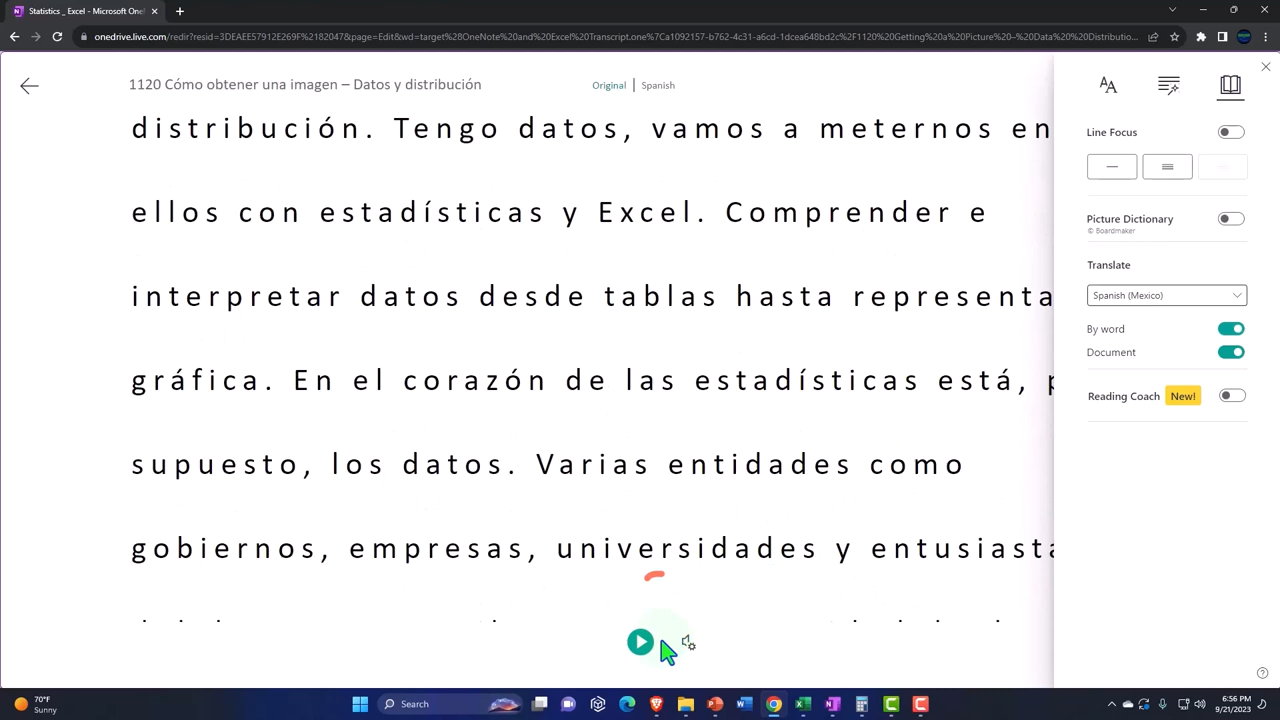 Statistics _ Excel - Microsoft One
onedrive.live.com/redir?resid=3DEAEE57912E269F%2182047&page=Edit&wd=target%28OneNote%20and%20Excel%20Transcript.one%7Ca1092157-b762-4c31-a6cd-1dcea648bd2c%2F1120%20Getting%20a%20Picture%20–%20Data%20%20Distributio...
1120 Cómo obtener una imagen – Datos y distribución
Original | Spanish
distribución. Tengo datos, vamos a meternos en
ellos con estadísticas y Excel. Comprender e
interpretar datos desde tablas hasta representa
gráfica. En el corazón de las estadísticas está, p
supuesto, los datos. Varias entidades como
gobiernos, empresas, universidades y entusiasta
Line Focus
Picture Dictionary
© Boardmaker
Translate
Spanish (Mexico)
By word
Document
Reading Coach New!
70°F
Sunny
Search
6:56 PM
9/21/2023